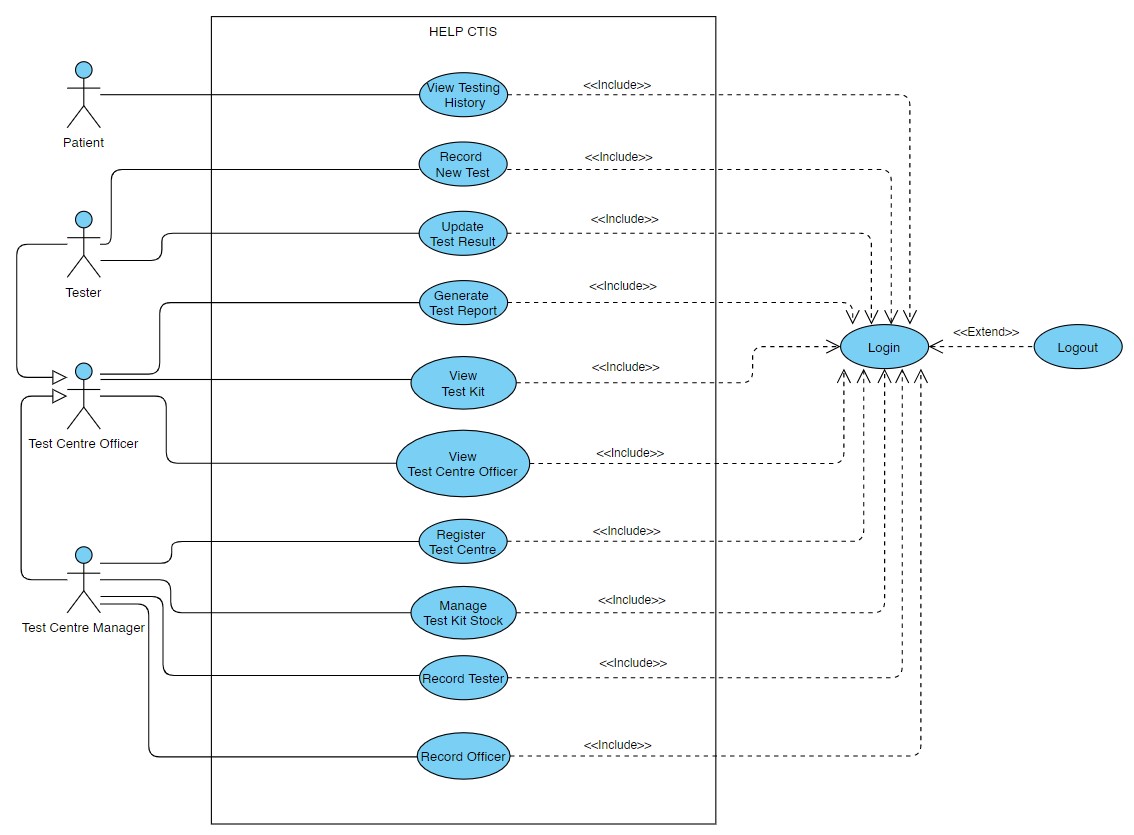 HELP CTIS
View Testing
History
<<Include>>
Patient
Record
New Test
<<Include>>
Update
Test Result
<<Include>>
Tester
Generate
Test Report
<<Include>>
Login
<<Extend>>
Logout
View
Test Kit
<<Include>>
Test Centre Officer
View
Test Centre Officer
<<Include>>
Register
Test Centre
<<Include>>
Manage
Test Kit Stock
<<Include>>
Test Centre Manager
Record Tester
<<Include>>
Record Officer
<<Include>>